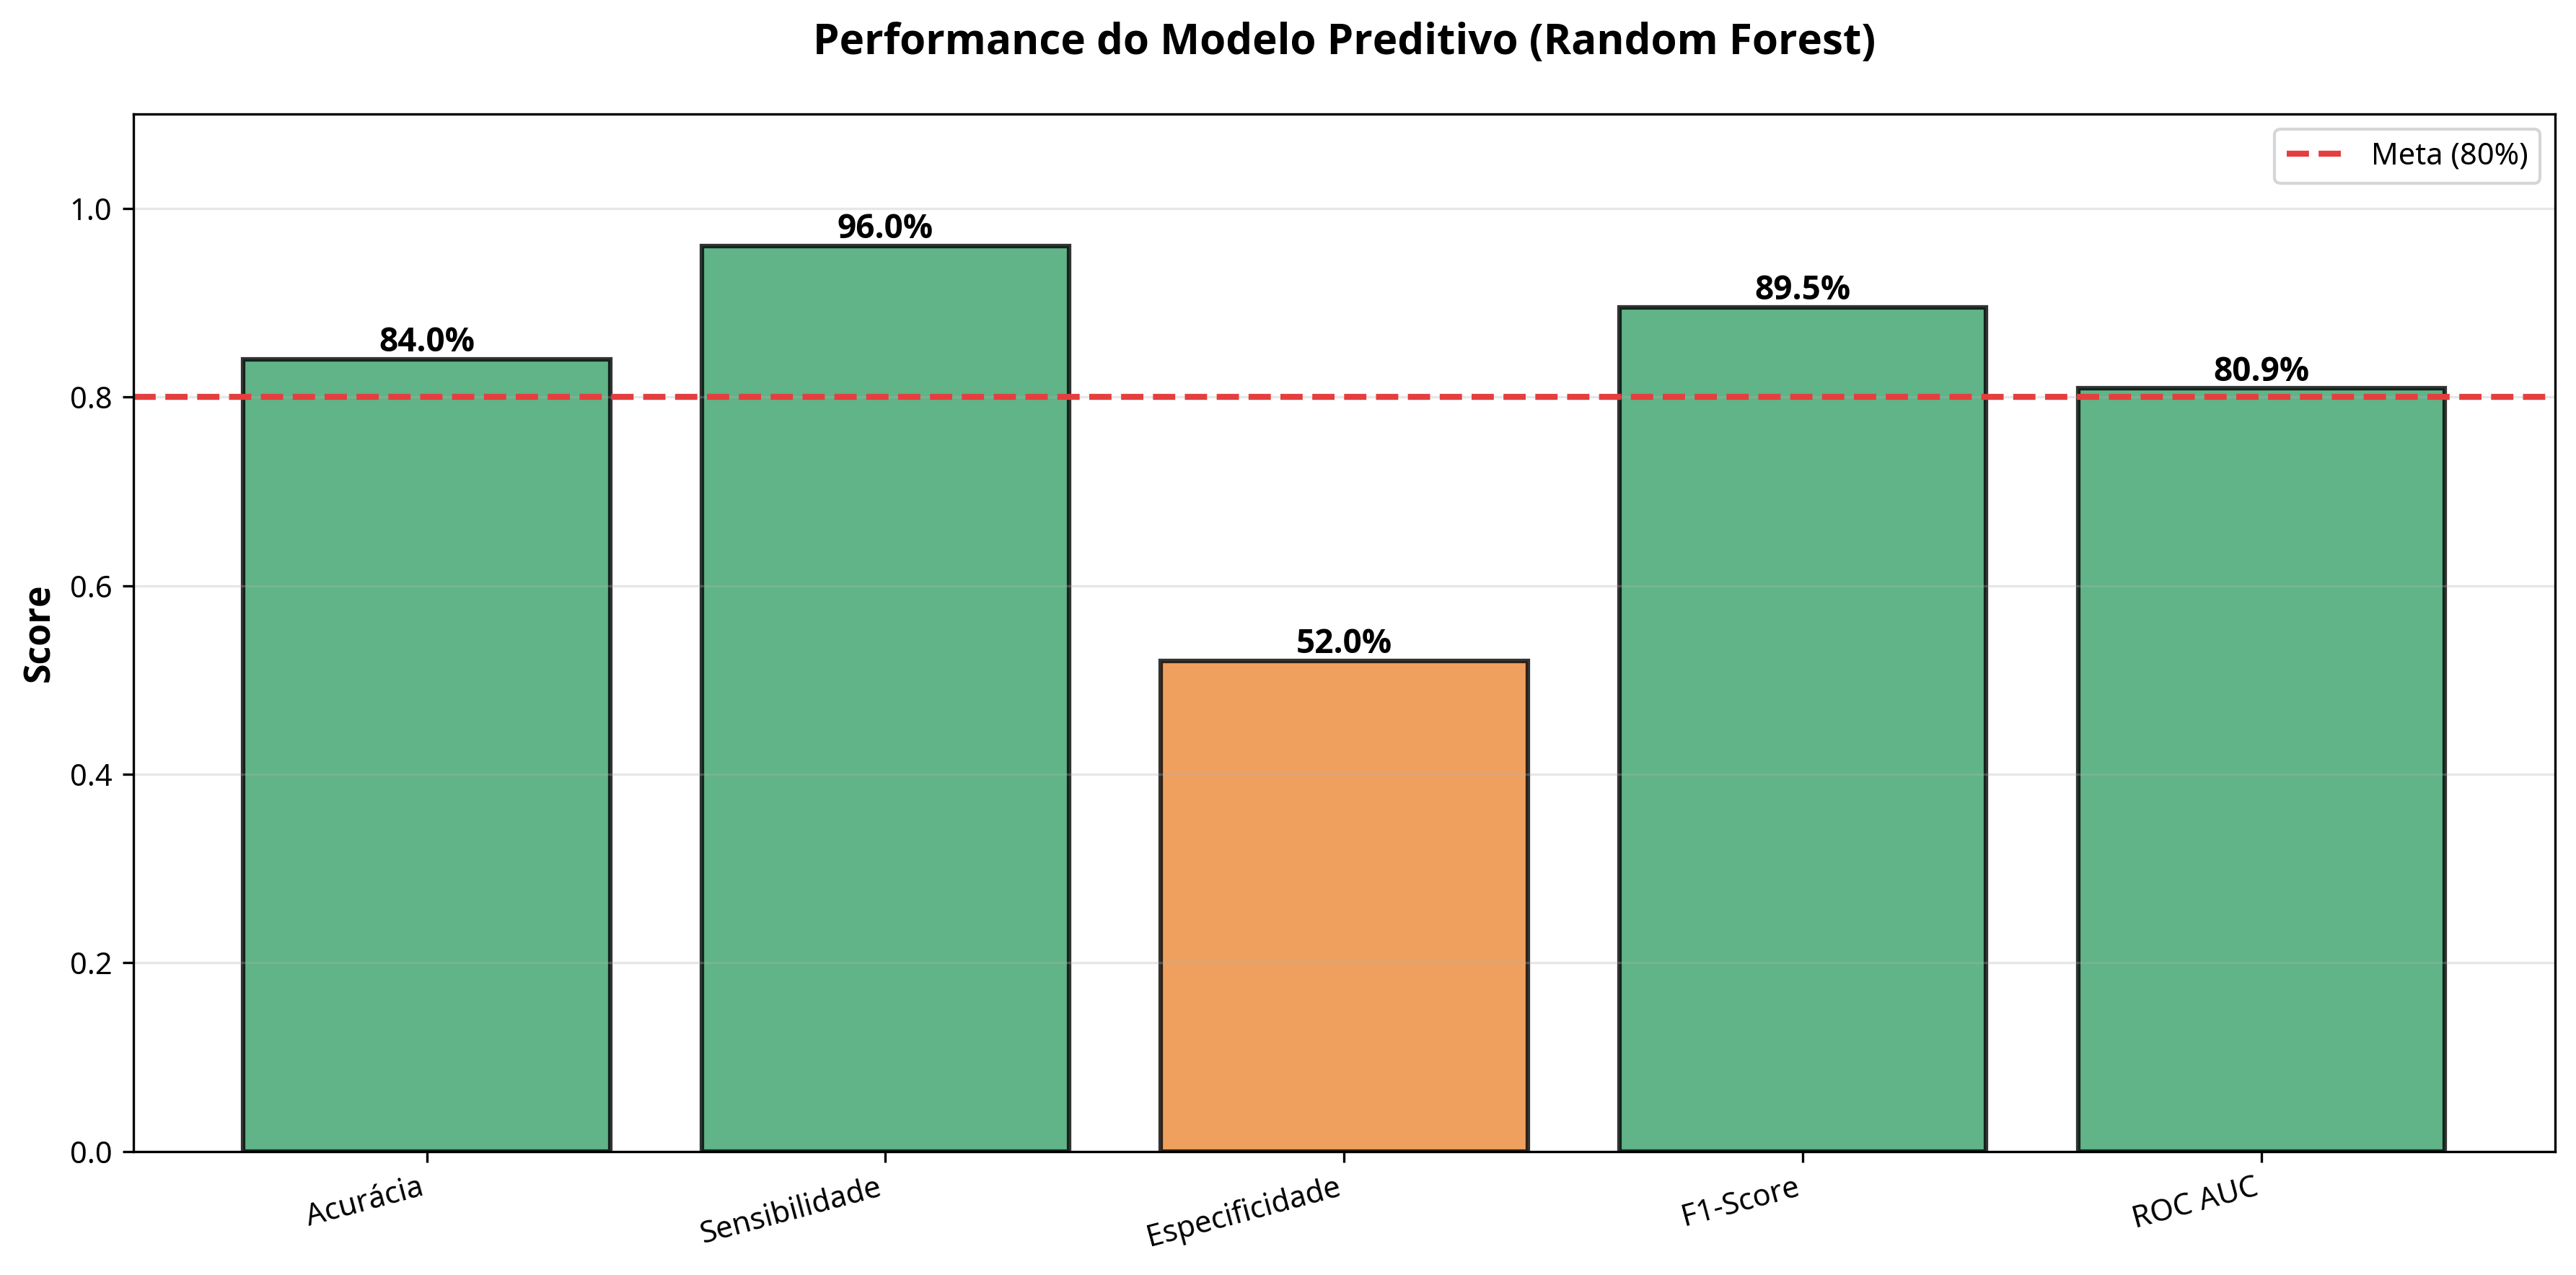 Performance do Modelo Preditivo (Random Forest)
Meta (80%)
Score
1.0
0.8
0.6
0.4
0.2
0.0
84.0%
96.0%
52.0%
89.5%
80.9%
Acurácia
Sensibilidade
Especificidade
F1-Score
ROC AUC